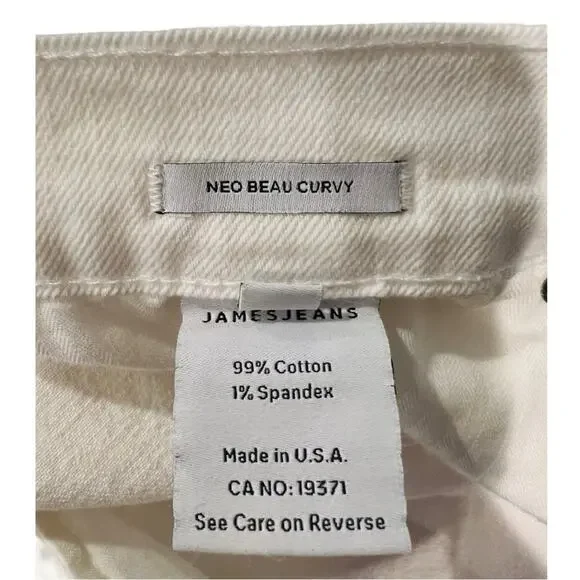 NEO BEAU CURVY
JAMESJEANS
99% Cotton
1% Spandex
Made in U.S.A.
CA NO: 19371
See Care on Reverse